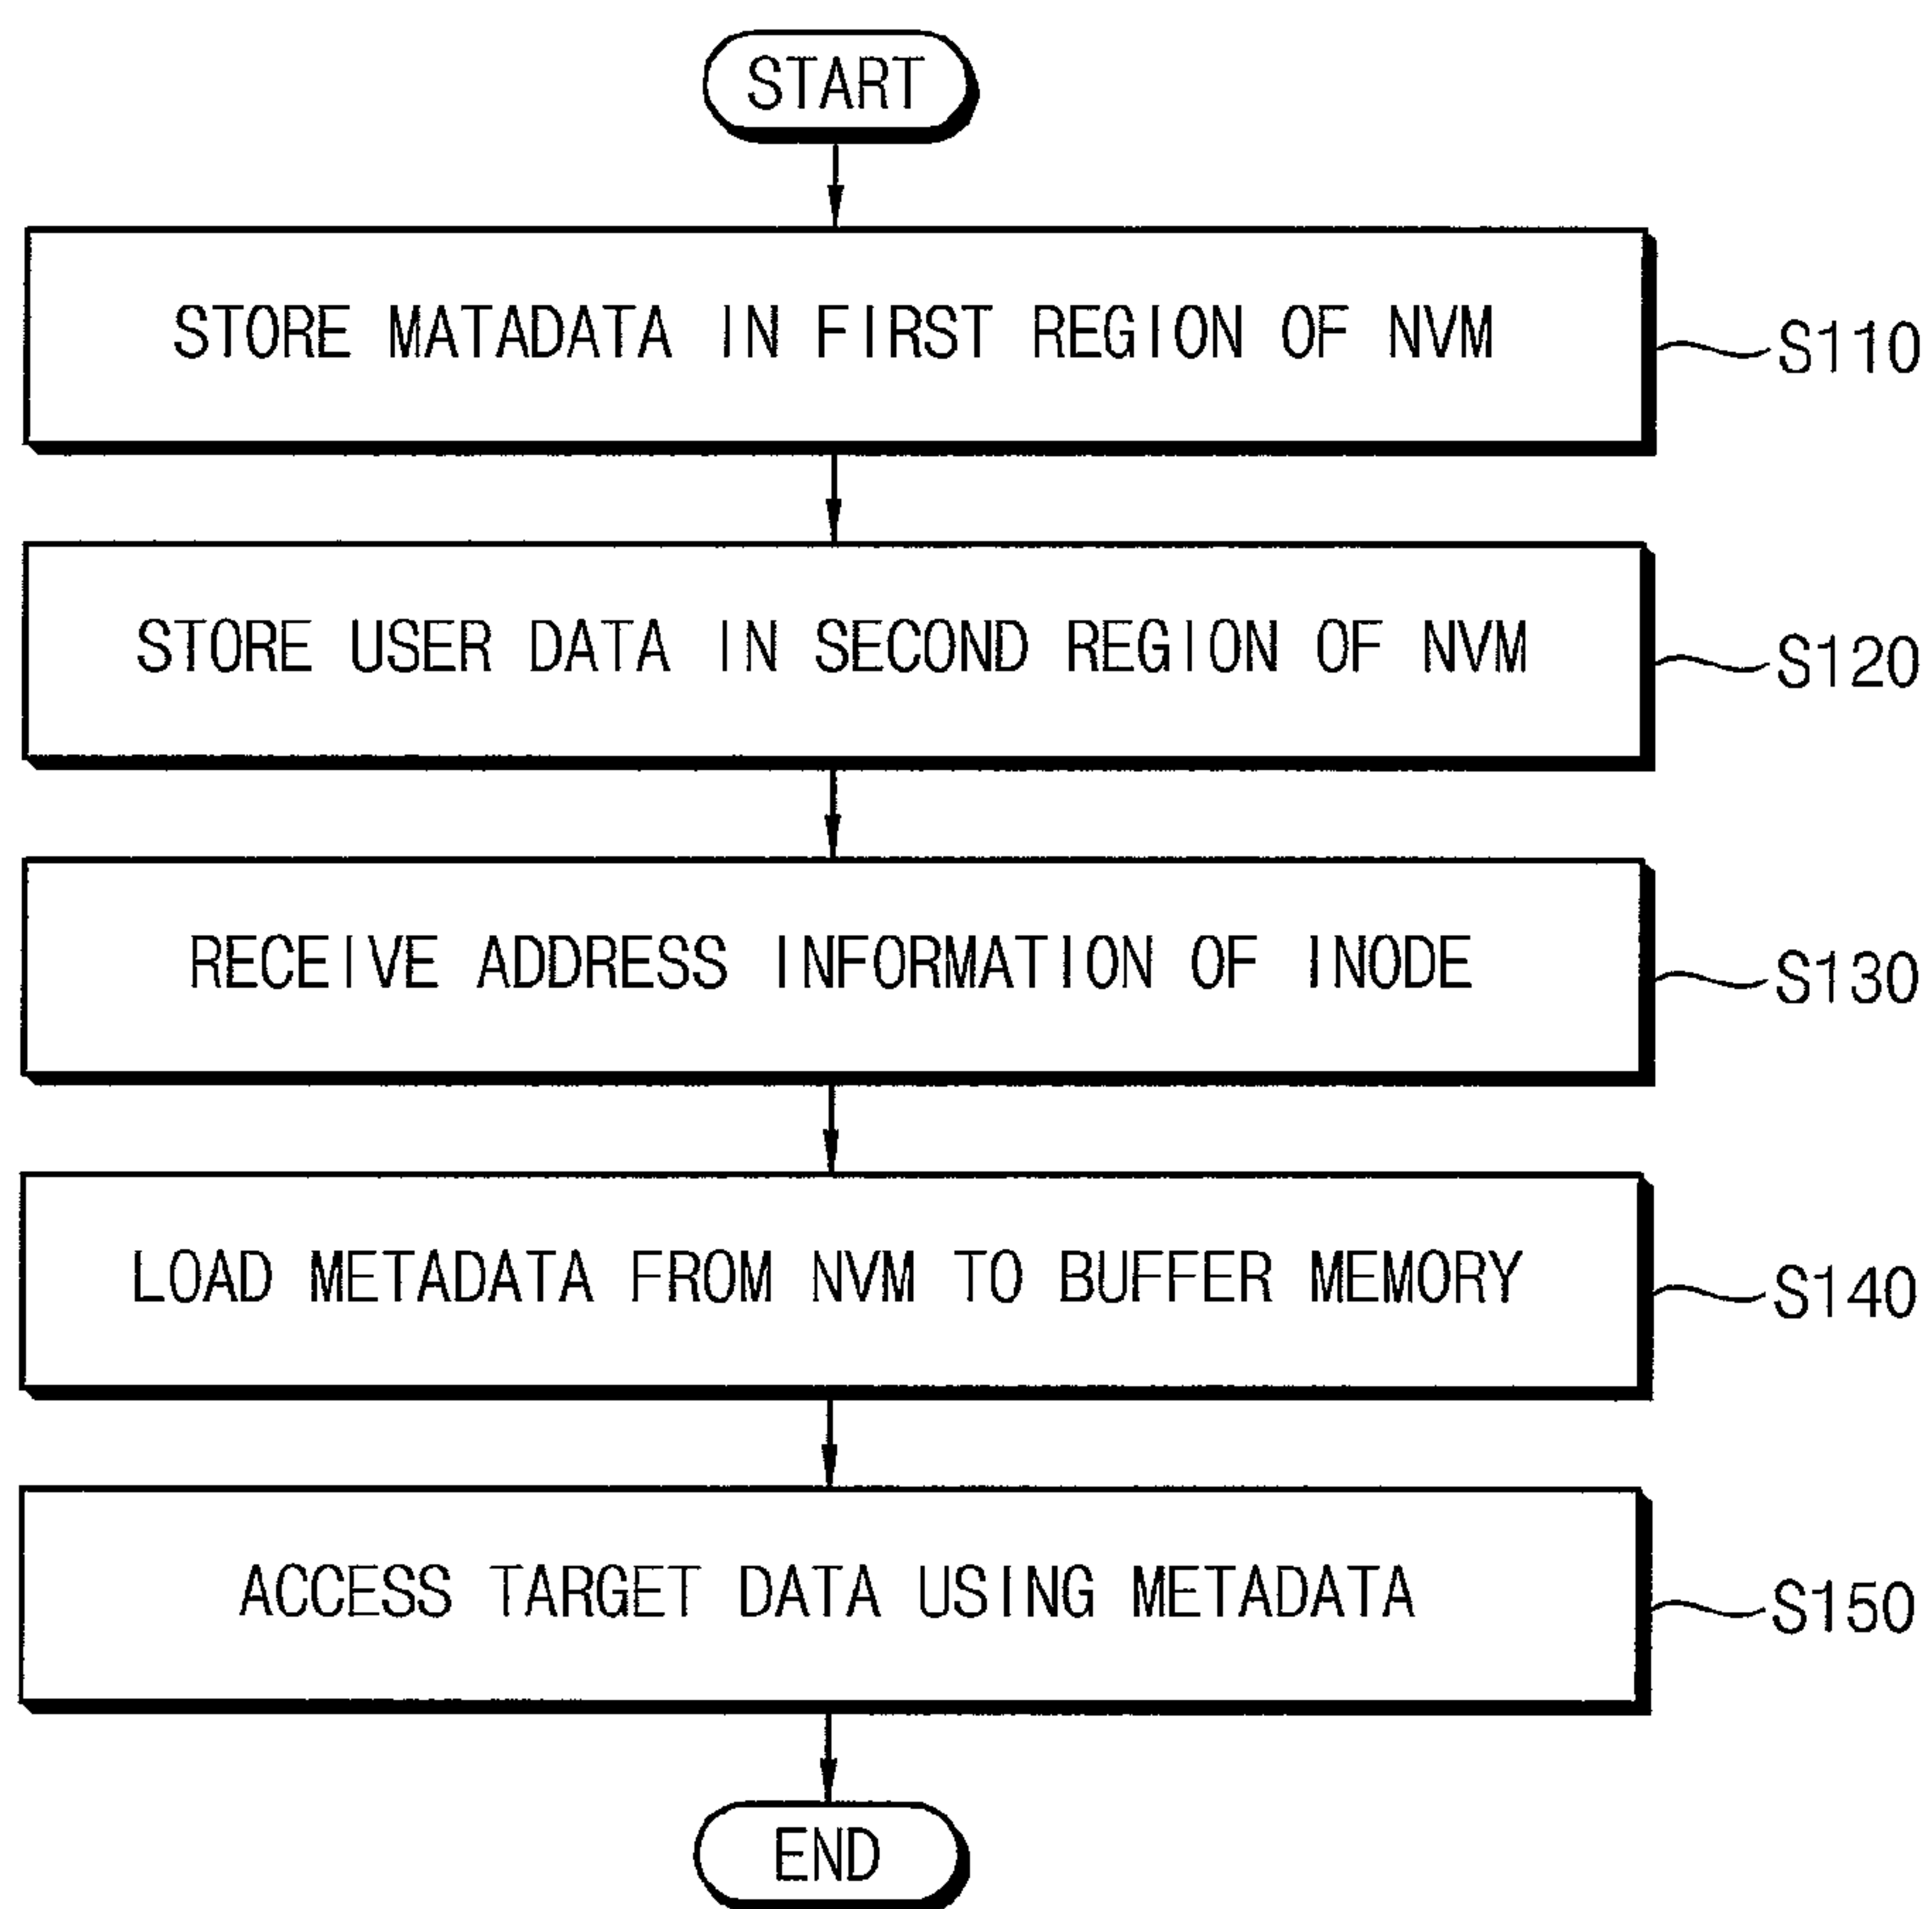 START
STORE MATADATA IN FIRST REGION OF NVM
S110
STORE USER DATA IN SECOND REGION OF NVM
S120
RECEIVE ADDRESS INFORMATION OF INODE
S130
LOAD METADATA FROM NVM TO BUFFER MEMORY
S140
ACCESS TARGET DATA USING METADATA
S150
END